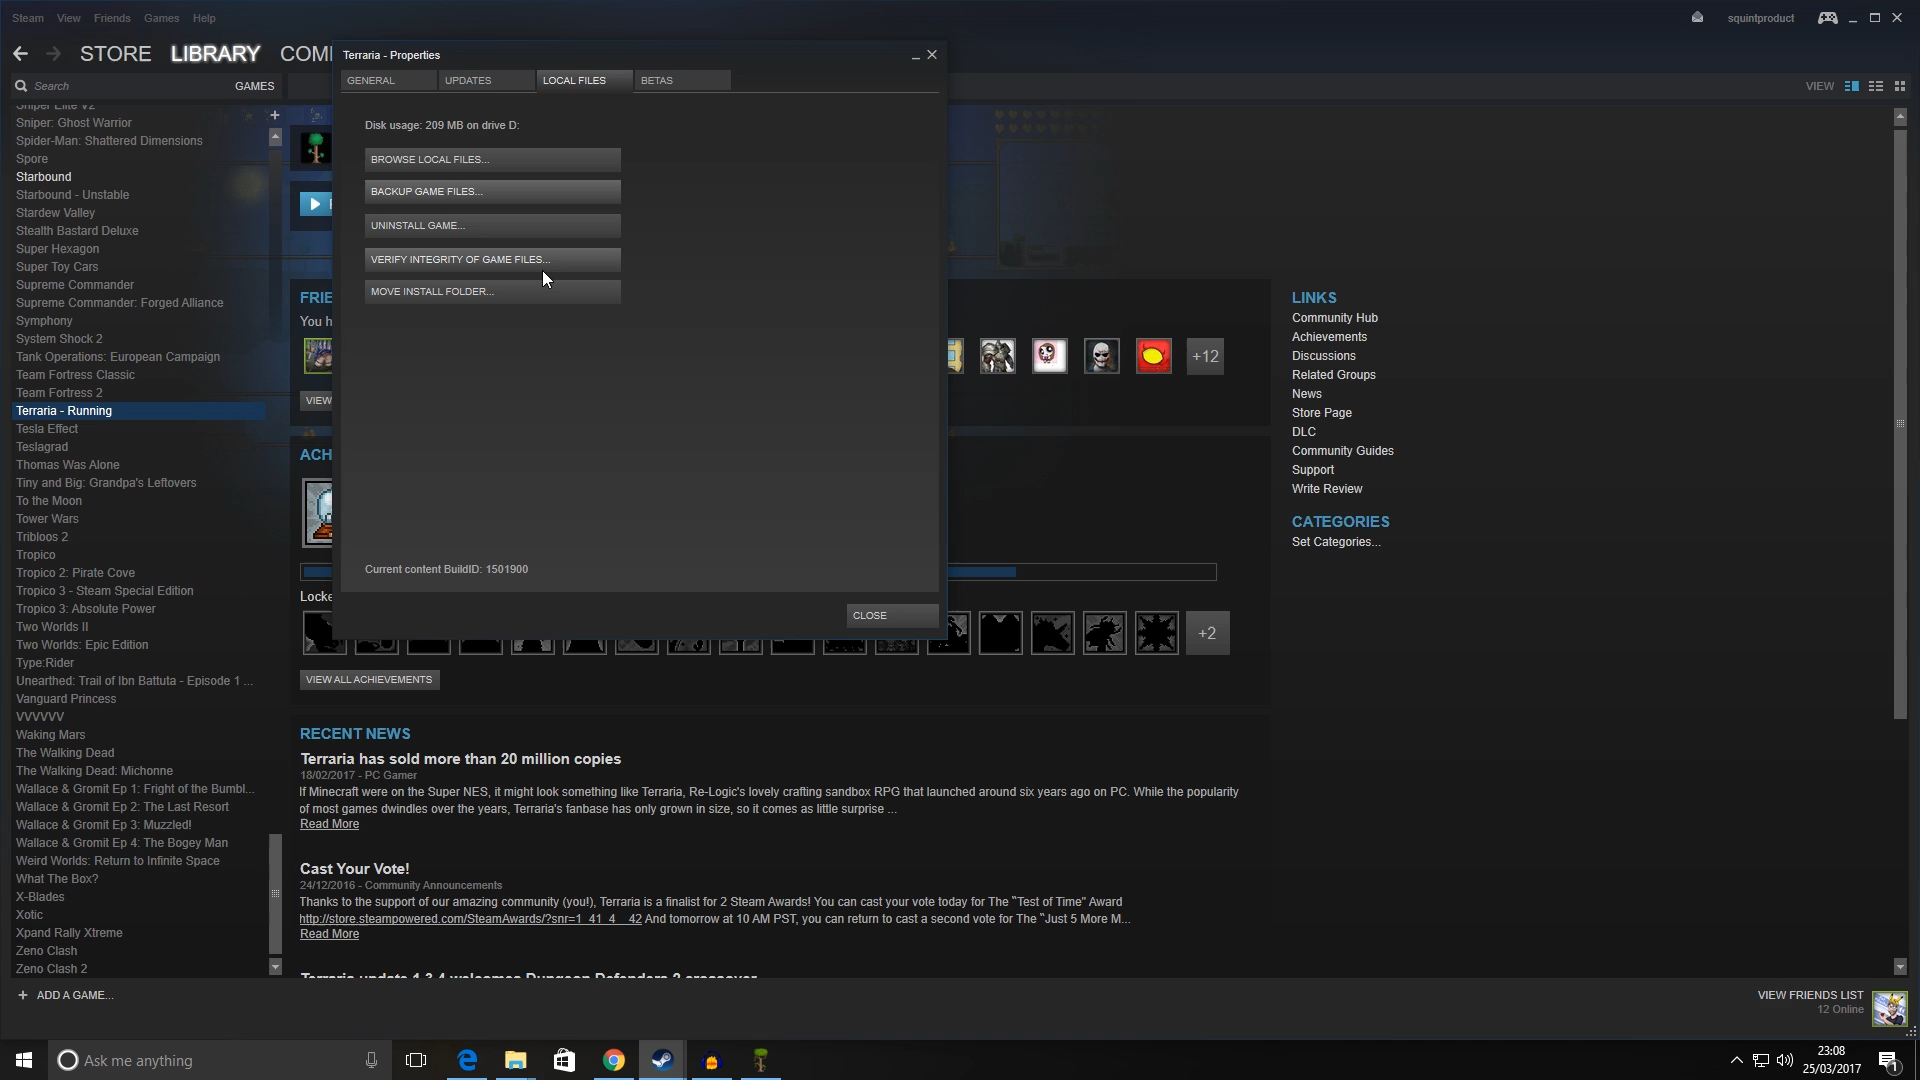 Steam View Friends Games Help
squintproduct
STORE LIBRARY
Search GAMES
VIEW
Sniper Elite V2
Sniper: Ghost Warrior
Spider-Man: Shattered Dimensions
Spore
Starbound
Starbound - Unstable
Stardew Valley
Stealth Bastard Deluxe
Super Hexagon
Super Toy Cars
Supreme Commander
Supreme Commander: Forged Alliance
Symphony
System Shock 2
Tank Operations: European Campaign
Team Fortress Classic
Team Fortress 2
Terraria - Running
Tesla Effect
Teslagrad
Thomas Was Alone
Tiny and Big: Grandpa's Leftovers
To the Moon
Tower Wars
Tribloos 2
Tropico
Tropico 2: Pirate Cove
Tropico 3 - Steam Special Edition
Tropico 3: Absolute Power
Two Worlds II
Two Worlds: Epic Edition
Type:Rider
Unearthed: Trail of Ibn Battuta - Episode 1 ...
Vanguard Princess
VVVVVV
Waking Mars
The Walking Dead
The Walking Dead: Michonne
Wallace & Gromit Ep 1: Fright of the Bumbl...
Wallace & Gromit Ep 2: The Last Resort
Wallace & Gromit Ep 3: Muzzled!
Wallace & Gromit Ep 4: The Bogey Man
Weird Worlds: Return to Infinite Space
What The Box?
X-Blades
Xotic
Xpand Rally Xtreme
Zeno Clash
Zeno Clash 2
+ ADD A GAME...
Terraria - Properties
GENERAL UPDATES LOCAL FILES BETAS
Disk usage: 209 MB on drive D:
BROWSE LOCAL FILES...
BACKUP GAME FILES...
UNINSTALL GAME...
VERIFY INTEGRITY OF GAME FILES...
MOVE INSTALL FOLDER...
Current content BuildID: 1501900
CLOSE
FRIE
You h
+12
VIEW
ACH
Locke
+2
VIEW ALL ACHIEVEMENTS
RECENT NEWS
Terraria has sold more than 20 million copies
18/02/2017 - PC Gamer
If Minecraft were on the Super NES, it might look something like Terraria, Re-Logic's lovely crafting sandbox RPG that launched around six years ago on PC. While the popularity
of most games dwindles over the years, Terraria's fanbase has only grown in size, so it comes as little surprise ...
Read More
Cast Your Vote!
24/12/2016 - Community Announcements
Thanks to the support of our amazing community (you!), Terraria is a finalist for 2 Steam Awards! You can cast your vote today for The "Test of Time" Award
http://store.steampowered.com/SteamAwards/?snr=1_41_4__42 And tomorrow at 10 AM PST, you can return to cast a second vote for The "Just 5 More M...
Read More
Terraria update 1.3.4 welcomes Dungeon Defenders 2 crossover
LINKS
Community Hub
Achievements
Discussions
Related Groups
News
Store Page
DLC
Community Guides
Support
Write Review
CATEGORIES
Set Categories...
VIEW FRIENDS LIST
12 Online
Ask me anything
23:08
25/03/2017
1